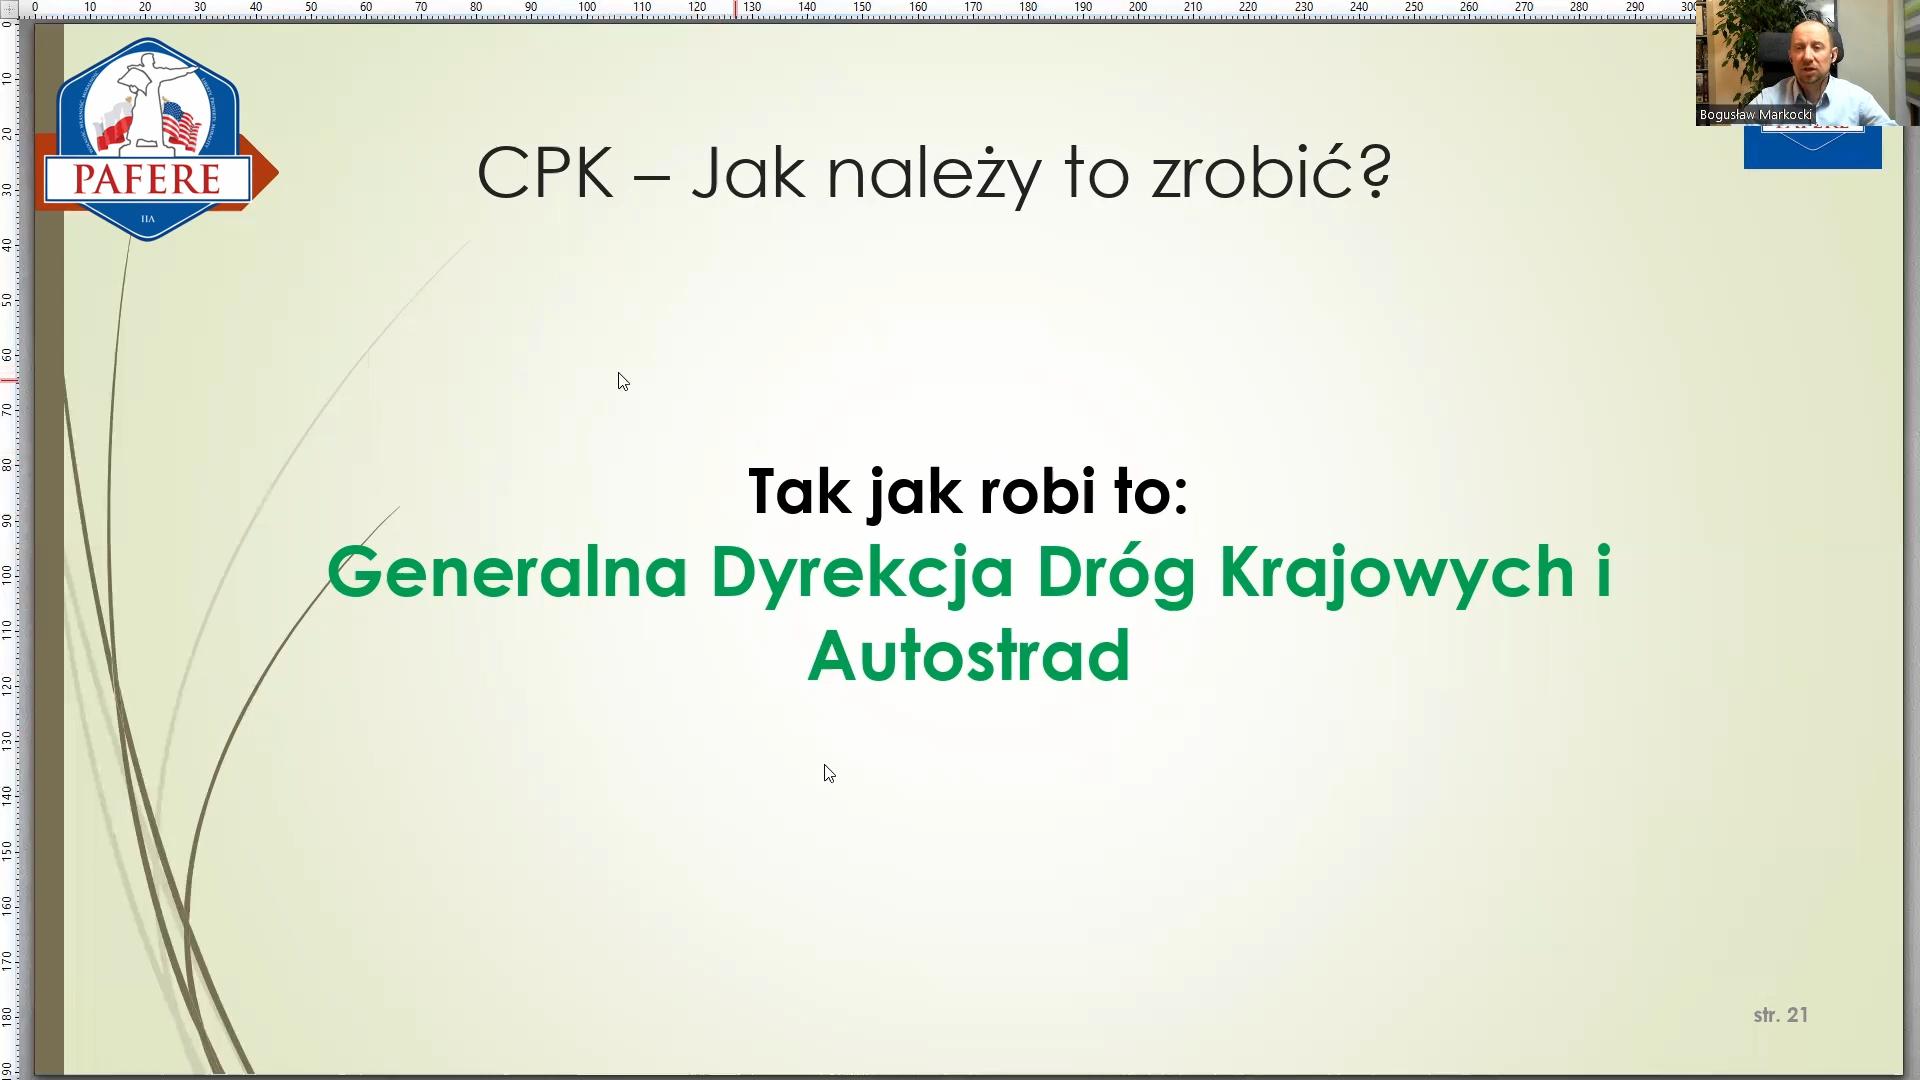 Bogusław Markocki
PAFERE
VII
CPK – Jak należy to zrobić?
Tak jak robi to:
Generalna Dyrekcja Dróg Krajowych i
Autostrad
str. 21